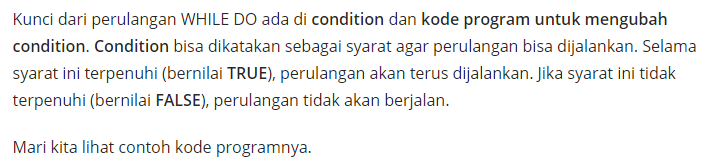 Kunci dari perulangan WHILE DO ada di condition dan kode program untuk mengubah
condition. Condition bisa dikatakan sebagai syarat agar perulangan bisa dijalankan. Selama
syarat ini terpenuhi (bernilai TRUE), perulangan akan terus dijalankan. Jika syarat ini tidak
terpenuhi (bernilai FALSE), perulangan tidak akan berjalan.
Mari kita lihat contoh kode programnya.